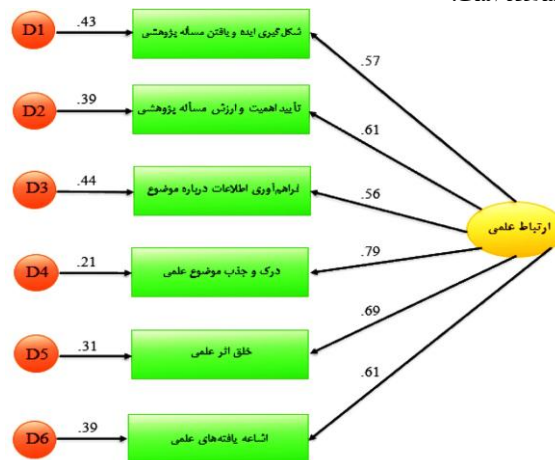 D1 .43 شکل‌گیری ایده و یافتن مسأله پژوهشی .57
D2 .39 تأیید اهمیت و ارزش مسأله پژوهشی .61
D3 .44 فراهم‌آوری اطلاعات درباره موضوع .56
ارتباط علمی
D4 .21 درک و جذب موضوع علمی .79
D5 .31 خلق اثر علمی .69
D6 .39 اشاعه یافته‌های علمی .61